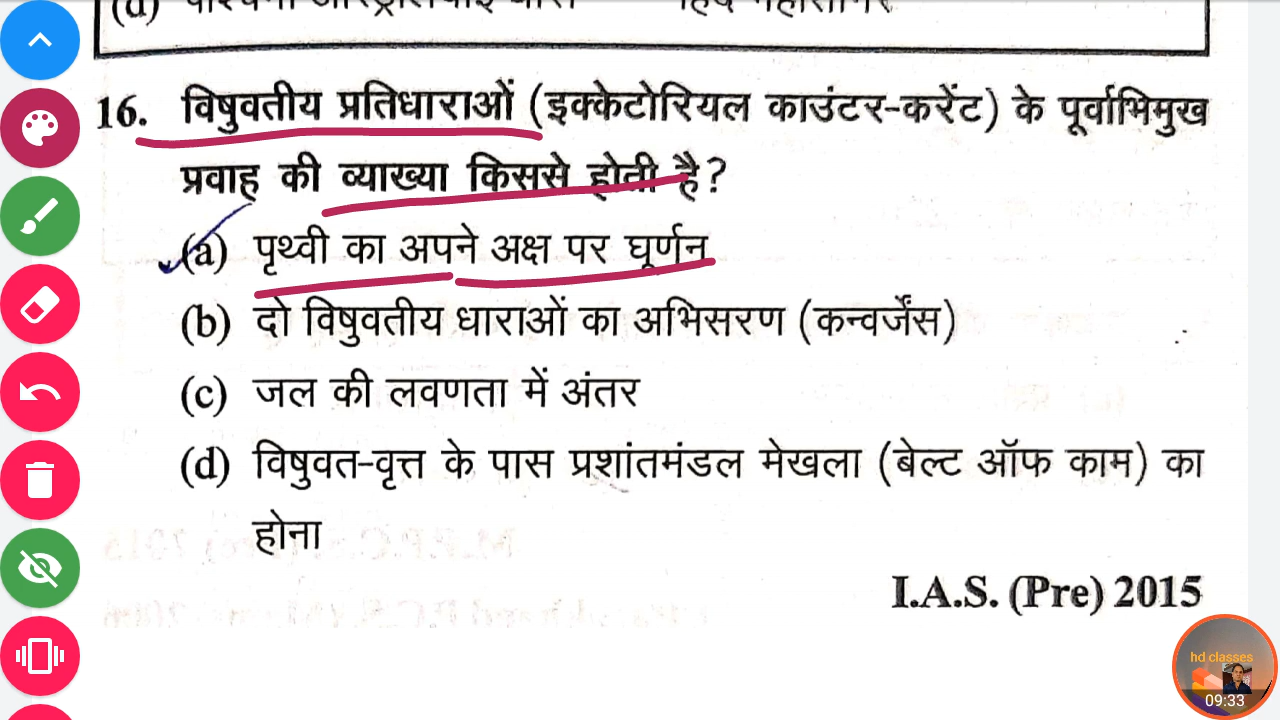 (d)
16. विषुवतीय प्रतिधाराओं (इक्केटोरियल काउंटर-करेंट) के पूर्वाभिमुख
प्रवाह की व्याख्या किससे होती है?
(a) पृथ्वी का अपने अक्ष पर घूर्णन
(b) दो विषुवतीय धाराओं का अभिसरण (कन्वर्जेंस)
(c) जल की लवणता में अंतर
(d) विषुवत-वृत्त के पास प्रशांतमंडल मेखला (बेल्ट ऑफ काम) का
होना
I.A.S. (Pre) 2015
hd classes
09:33